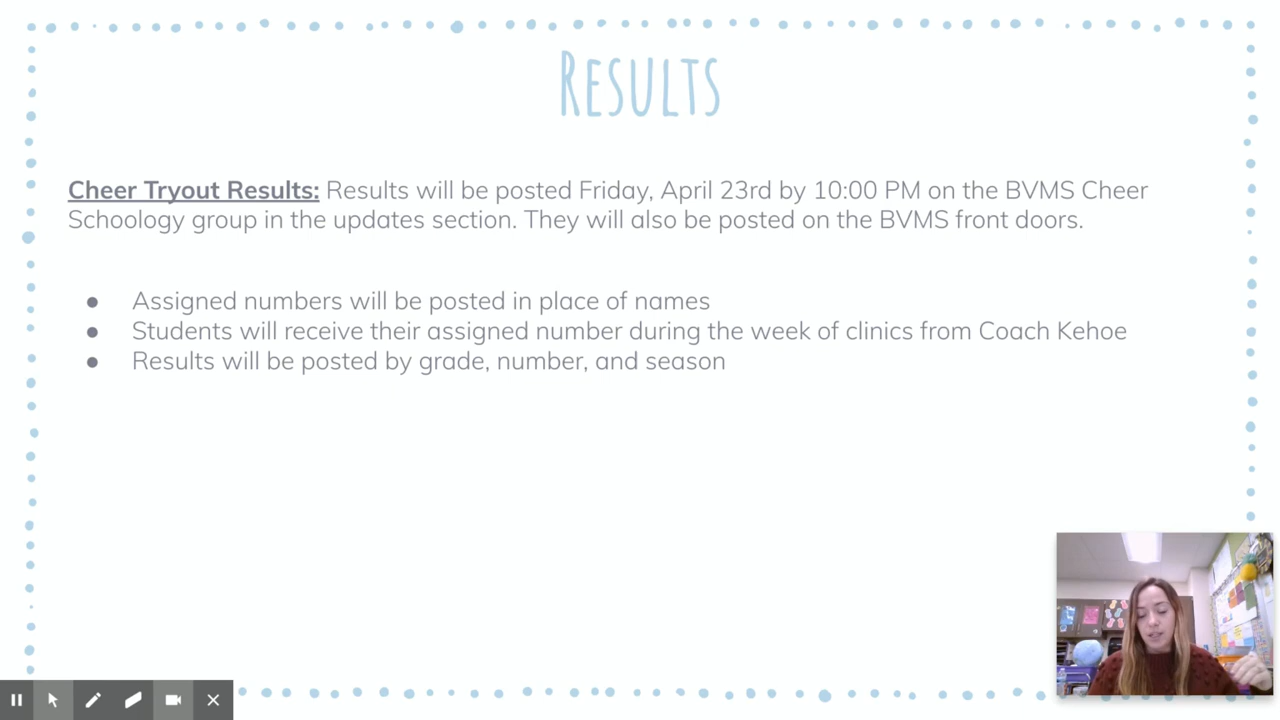 Results
Cheer Tryout Results: Results will be posted Friday, April 23rd by 10:00 PM on the BVMS Cheer
Schoology group in the updates section. They will also be posted on the BVMS front doors.
● Assigned numbers will be posted in place of names
● Students will receive their assigned number during the week of clinics from Coach Kehoe
● Results will be posted by grade, number, and season